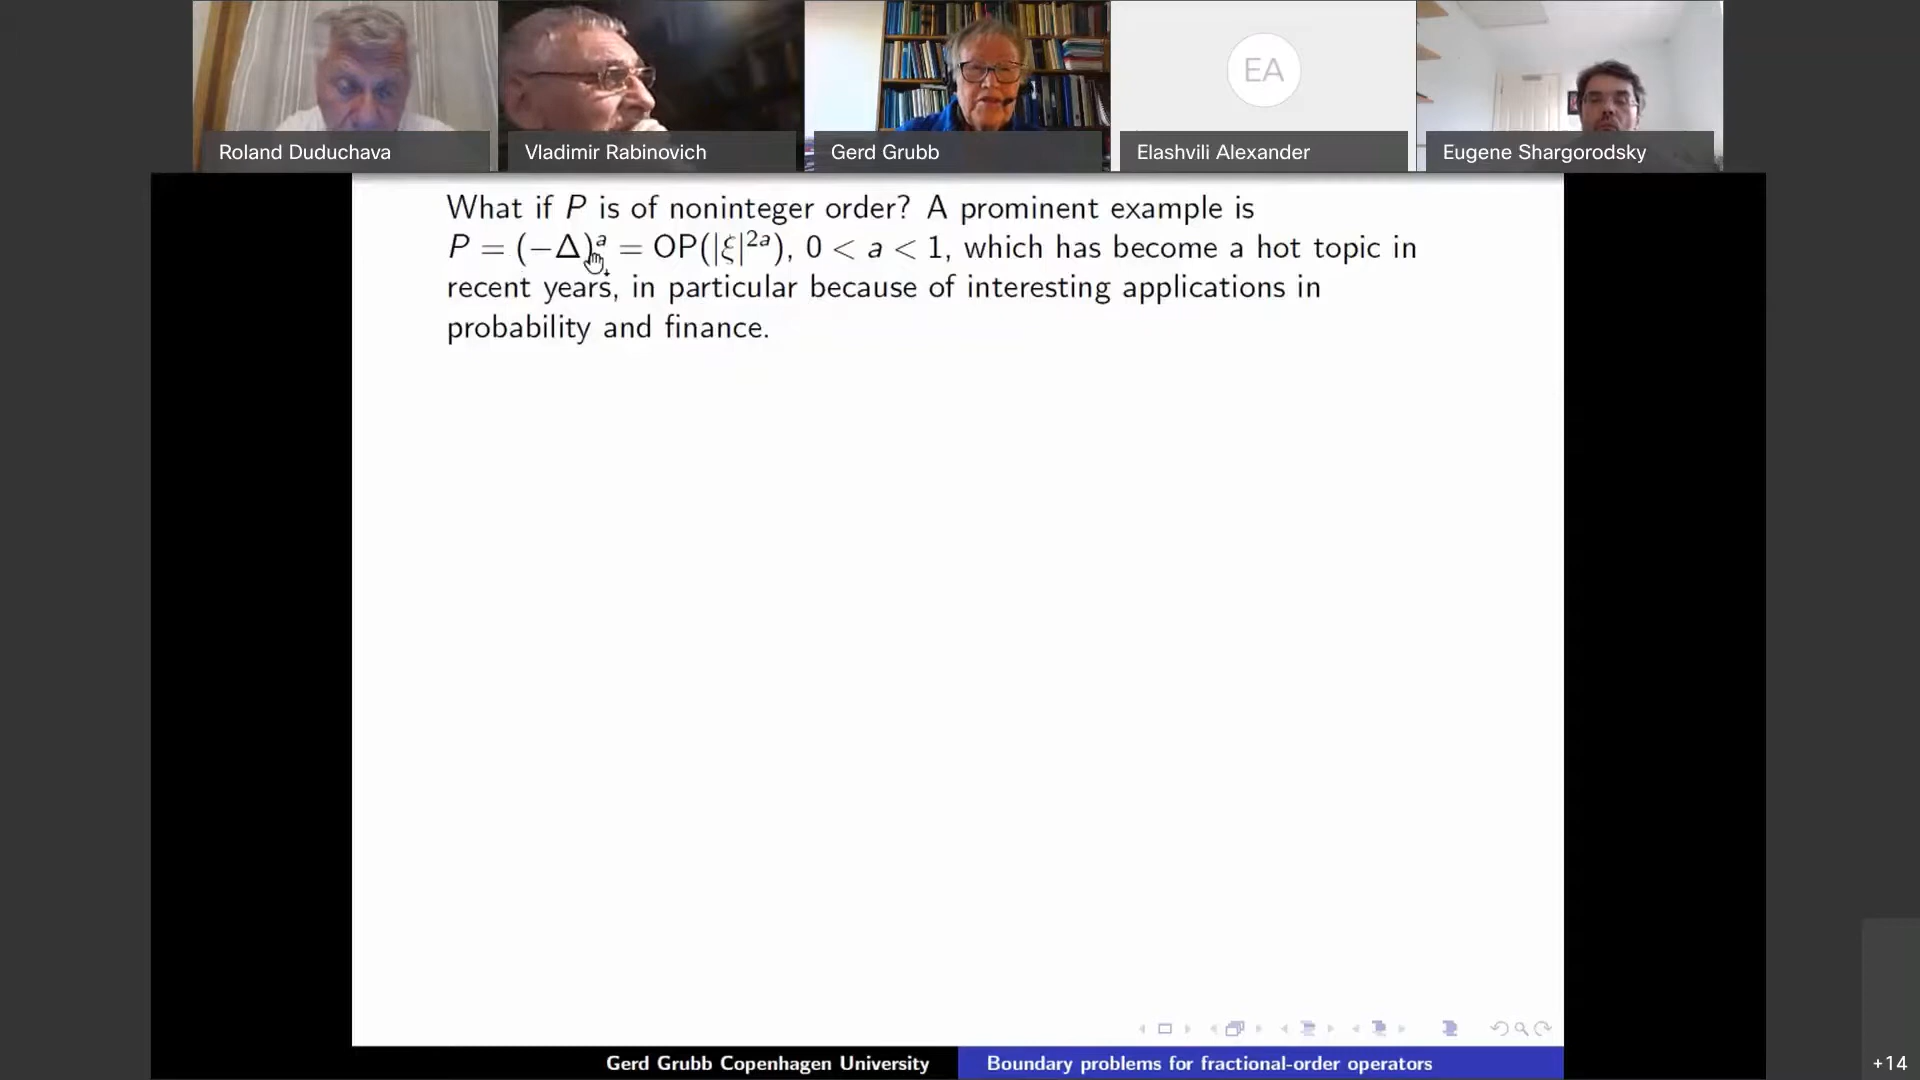 Roland Duduchava
Vladimir Rabinovich
Gerd Grubb
EA
Elashvili Alexander
Eugene Shargorodsky
What if P is of noninteger order? A prominent example is
P = (−Δ)ᵃ = OP(|ξ|²ᵃ), 0 < a < 1, which has become a hot topic in
recent years, in particular because of interesting applications in
probability and finance.
Gerd Grubb Copenhagen University
Boundary problems for fractional-order operators
+14